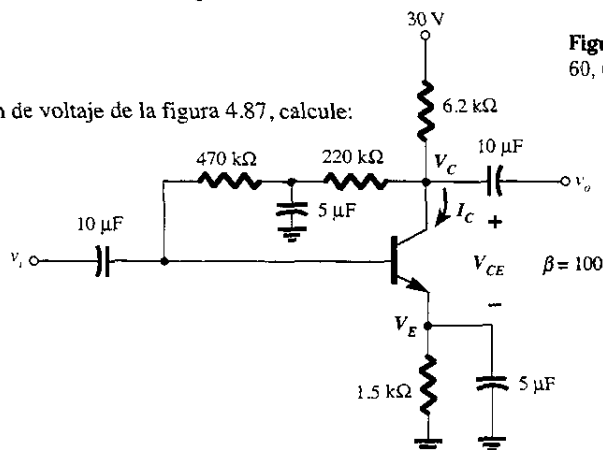 30 V
Figu
60,
n de voltaje de la figura 4.87, calcule:
6.2 kΩ
470 kΩ
220 kΩ
V_C
10 µF
v_o
5 µF
I_C
+
10 µF
v_i
V_CE
β = 100
−
V_E
1.5 kΩ
5 µF